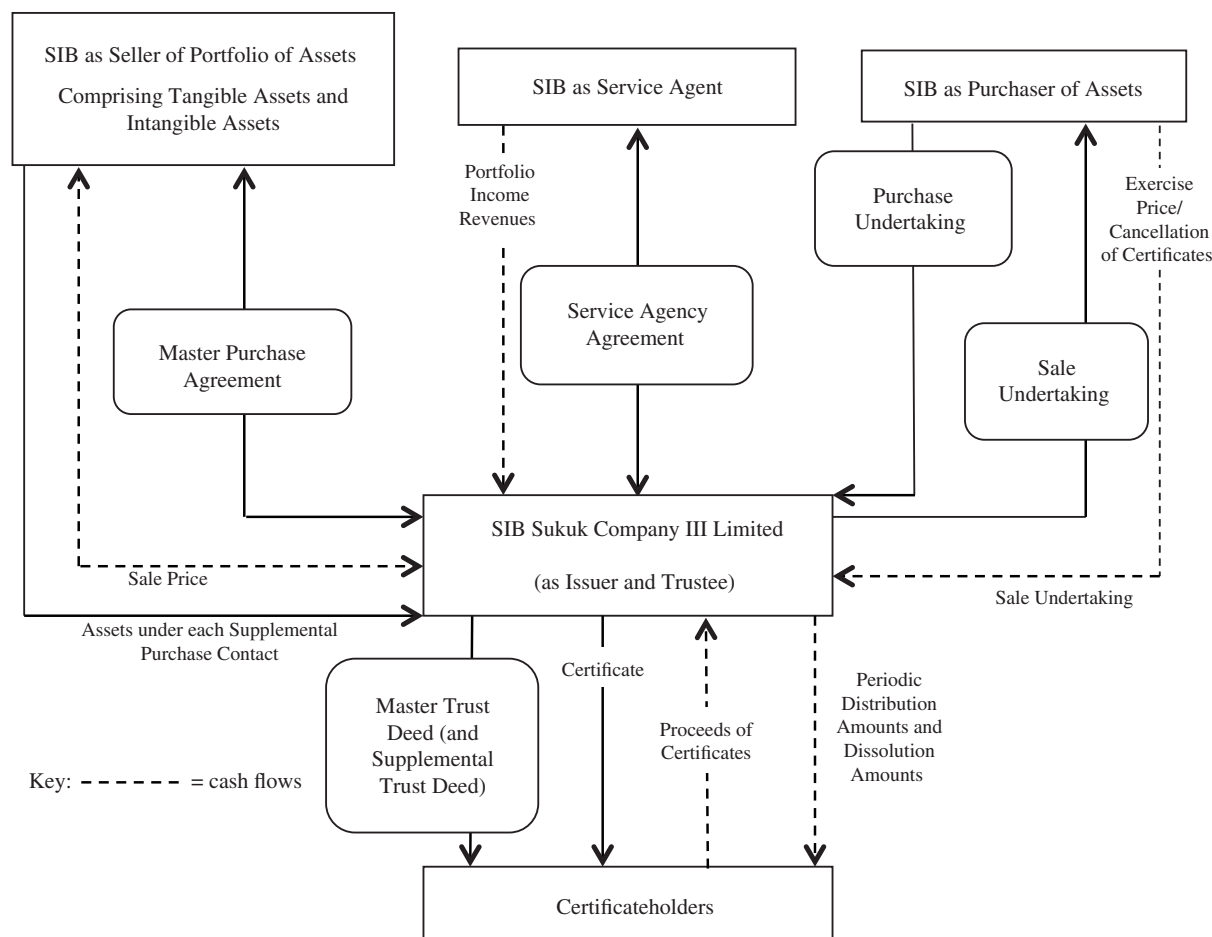 SIB as Seller of Portfolio of Assets
Comprising Tangible Assets and
Intangible Assets
SIB as Service Agent
SIB as Purchaser of Assets
Portfolio
Income
Revenues
Purchase
Undertaking
Exercise
Price/
Cancellation
of Certificates
Master Purchase
Agreement
Service Agency
Agreement
Sale
Undertaking
SIB Sukuk Company III Limited
(as Issuer and Trustee)
Sale Price
Sale Undertaking
Assets under each Supplemental
Purchase Contact
Certificate
Master Trust
Deed (and
Supplemental
Trust Deed)
Proceeds of
Certificates
Periodic
Distribution
Amounts and
Dissolution
Amounts
Key: = cash flows
Certificateholders